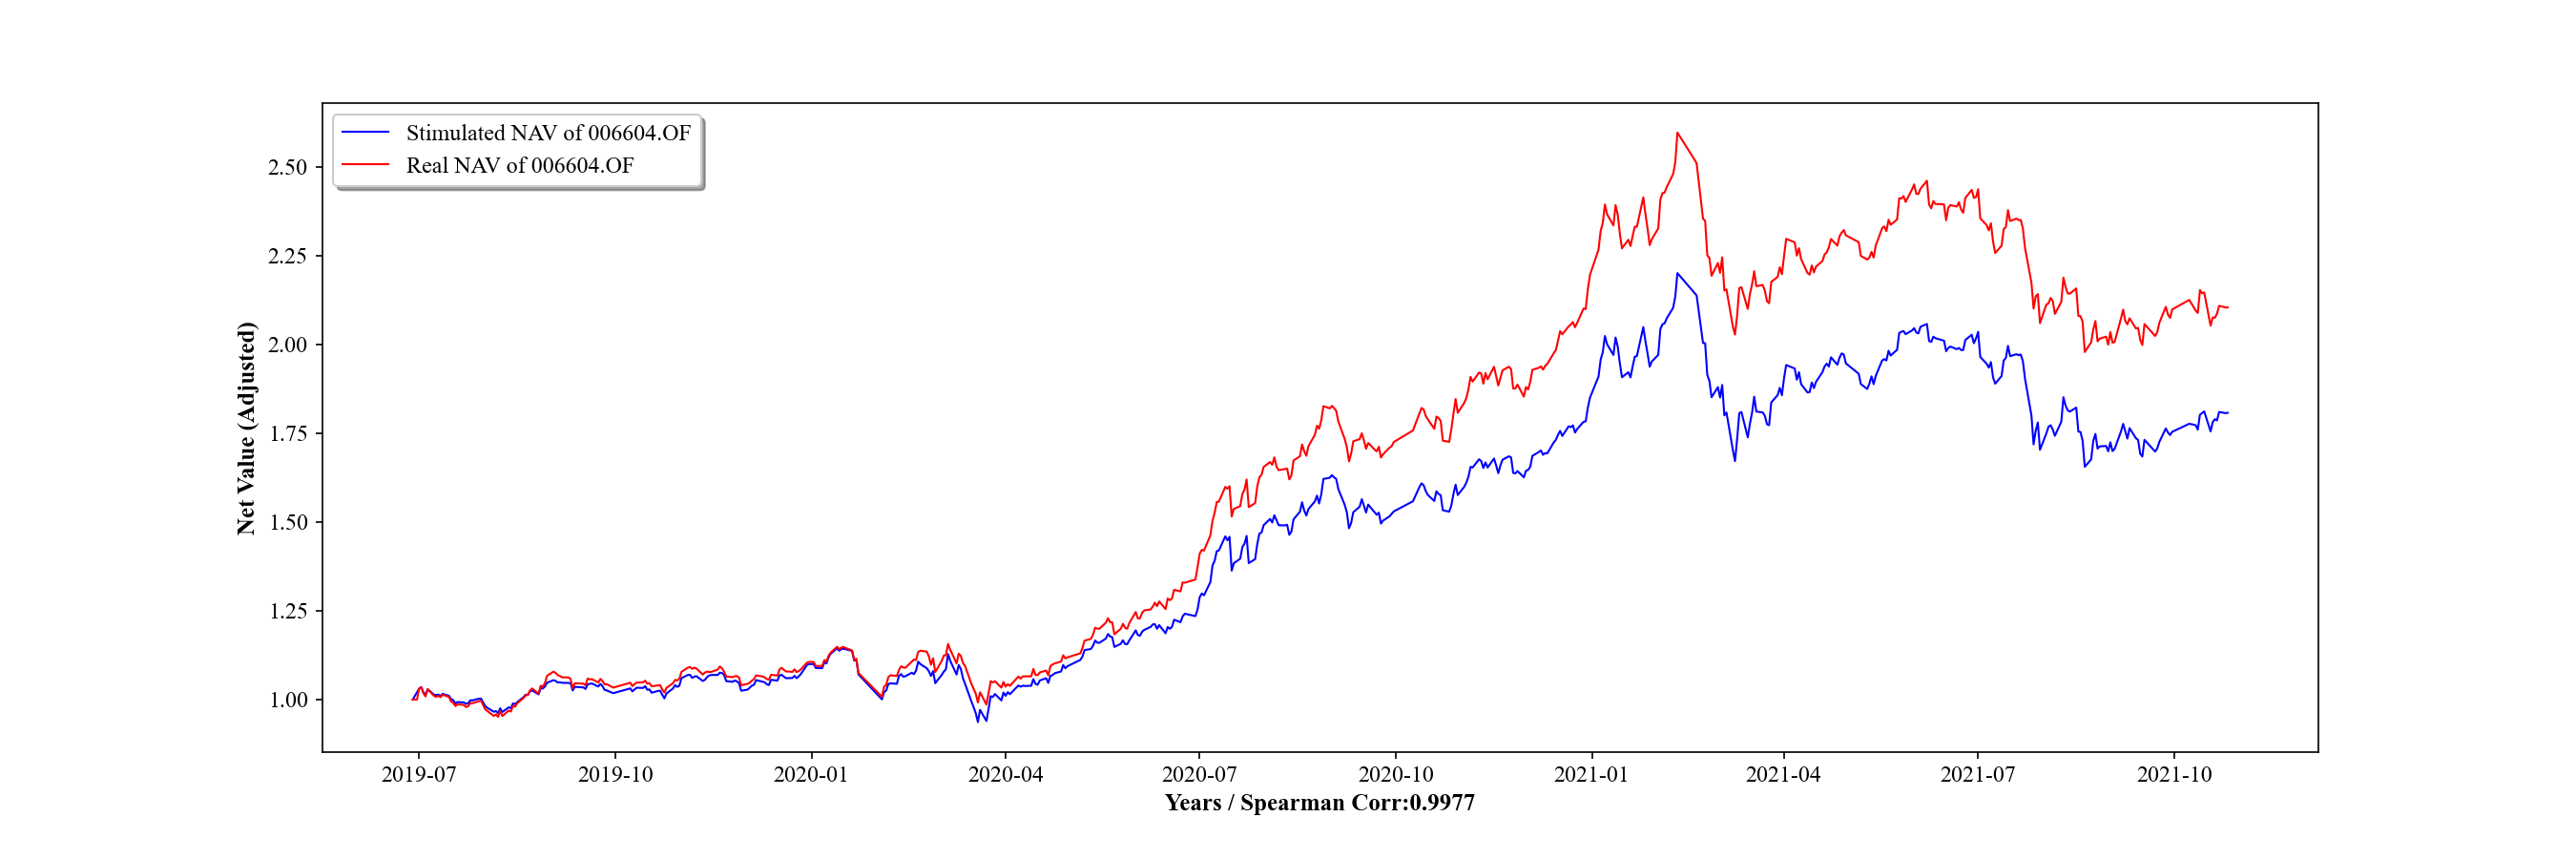 Stimulated NAV of 006604.OF
Real NAV of 006604.OF
Net Value (Adjusted)
2.50
2.25
2.00
1.75
1.50
1.25
1.00
2019-07 2019-10 2020-01 2020-04 2020-07 2020-10 2021-01 2021-04 2021-07 2021-10
Years / Spearman Corr:0.9977